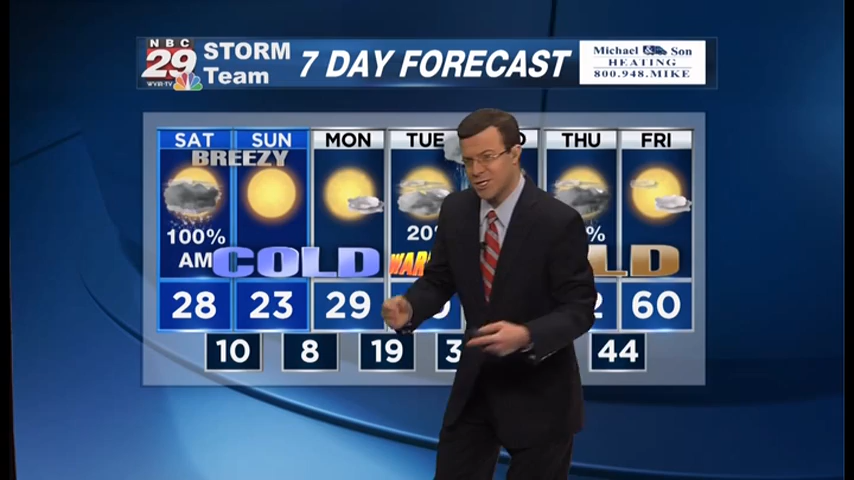 NBC
29
WVIR-TV
STORM
Team
7 DAY FORECAST
Michael & Son
HEATING
800.948.MIKE
SAT SUN MON TUE THU FRI
BREEZY
100%
AM
COLD
28 23 29 60
10 8 19 44